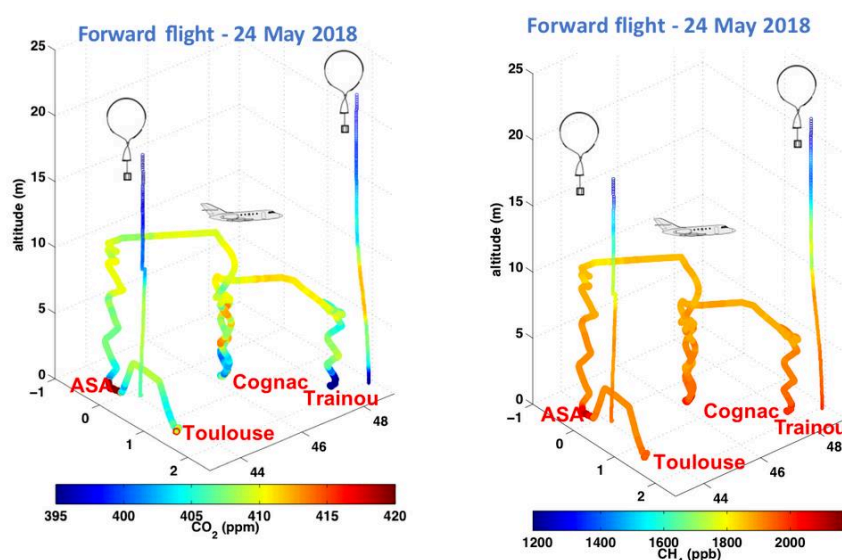 Forward flight - 24 May 2018
altitude (m)
25
20
15
10
5
0
-1
0
1
2
44
46
48
ASA
Toulouse
Cognac
Trainou
395 400 405 410 415 420
CO₂ (ppm)
Forward flight - 24 May 2018
altitude (m)
25
20
15
10
5
0
-1
0
1
2
44
46
48
ASA
Toulouse
Cognac
Trainou
1200 1400 1600 1800 2000
CH₄ (ppb)